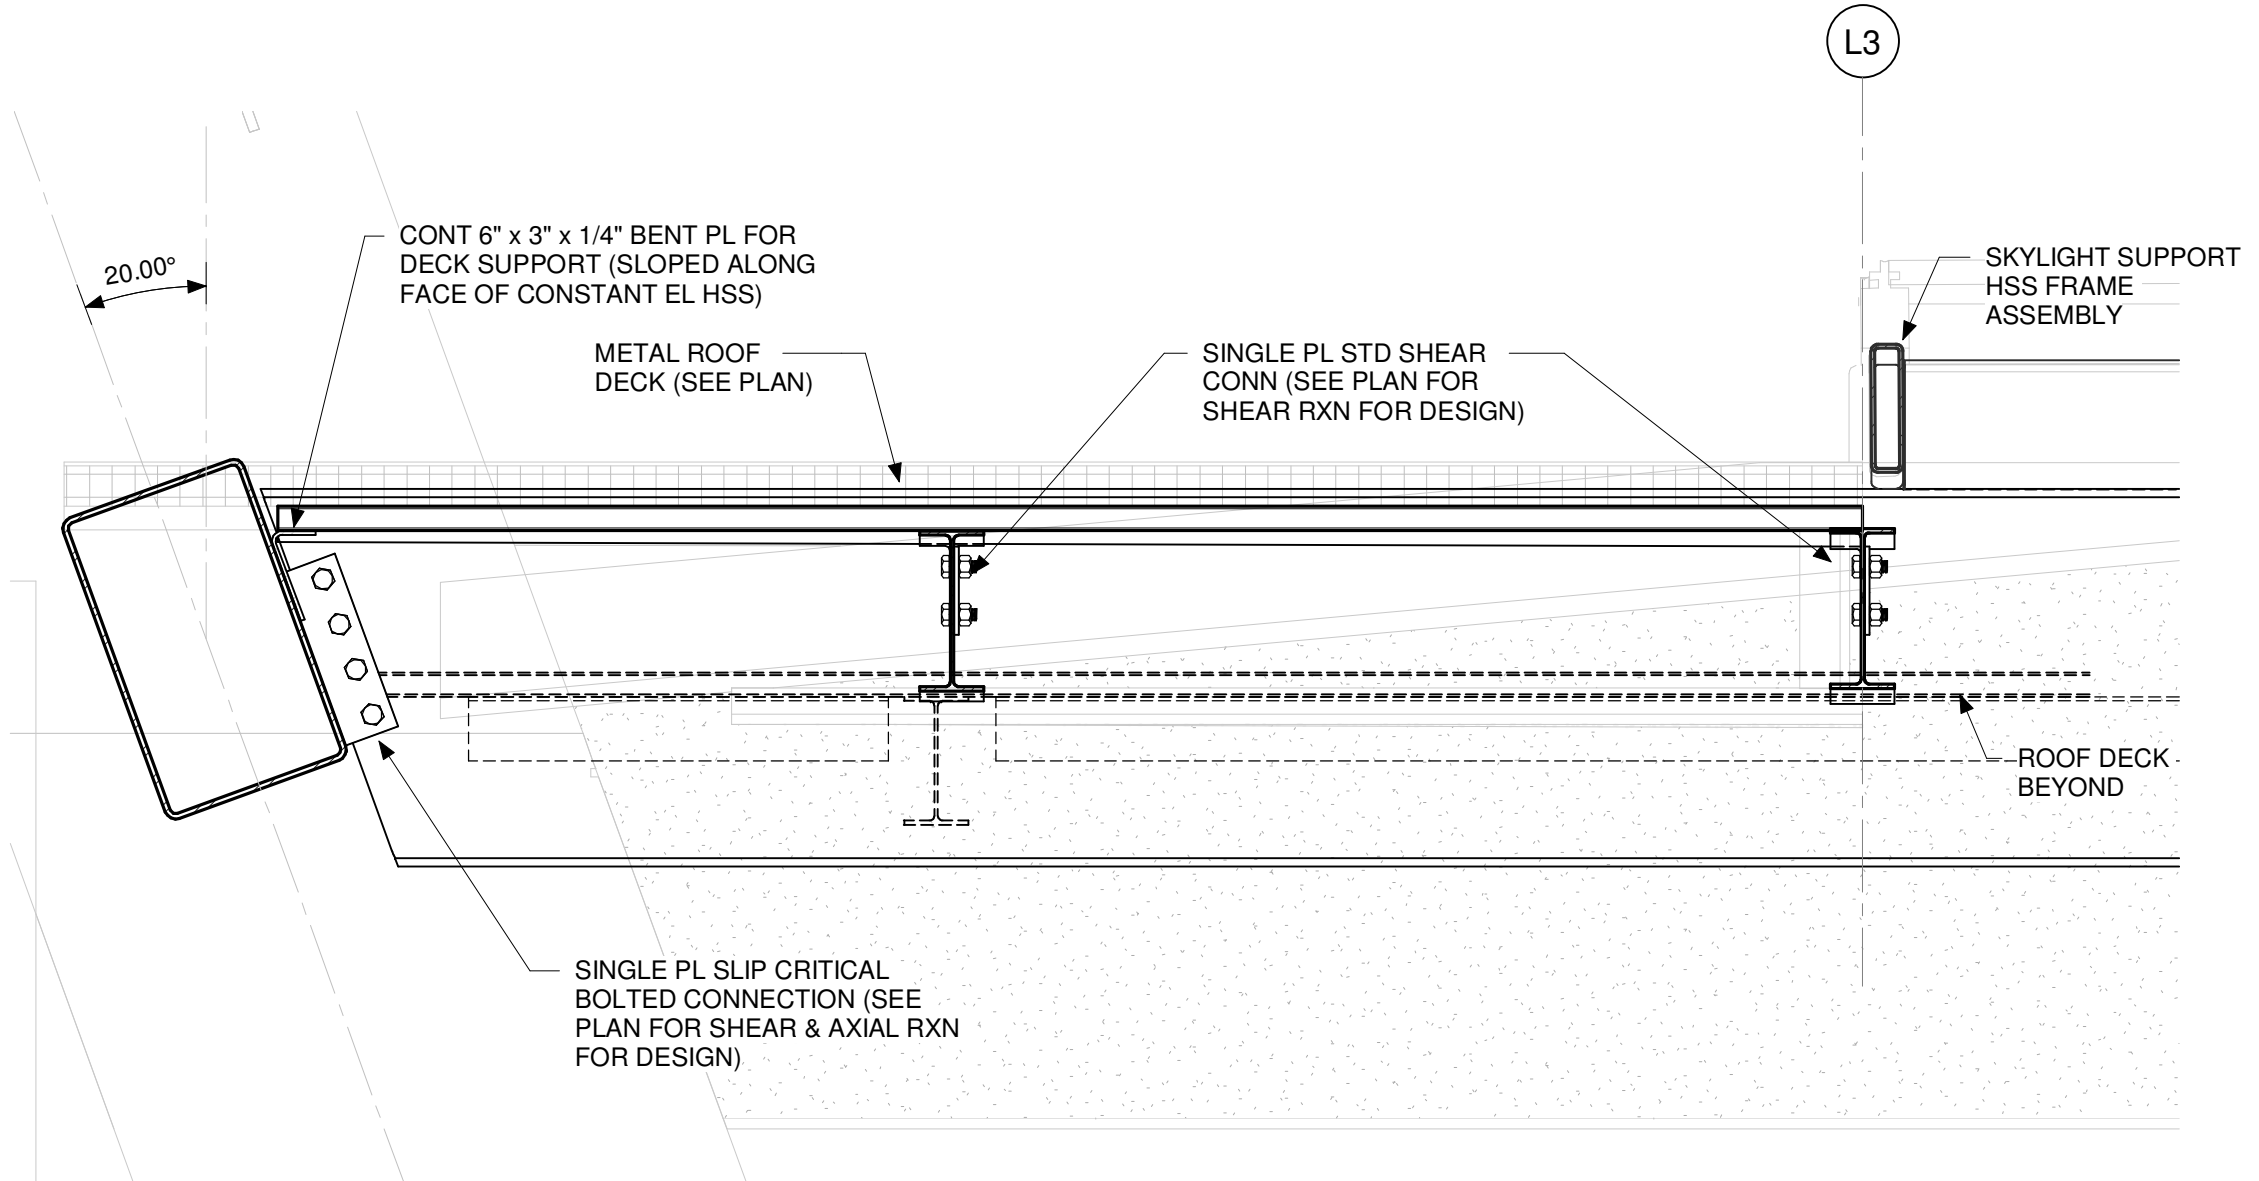 L3
20.00°
CONT 6" x 3" x 1/4" BENT PL FOR
DECK SUPPORT (SLOPED ALONG
FACE OF CONSTANT EL HSS)
METAL ROOF
DECK (SEE PLAN)
SINGLE PL STD SHEAR
CONN (SEE PLAN FOR
SHEAR RXN FOR DESIGN)
SKYLIGHT SUPPORT
HSS FRAME
ASSEMBLY
ROOF DECK
BEYOND
SINGLE PL SLIP CRITICAL
BOLTED CONNECTION (SEE
PLAN FOR SHEAR & AXIAL RXN
FOR DESIGN)